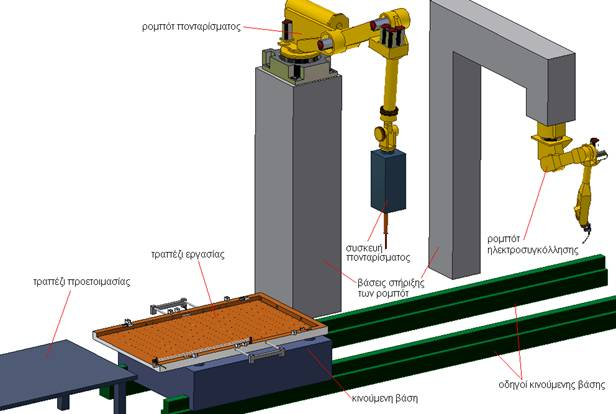 ρομπότ πονταρίσματος
ρομπότ
ηλεκτροσυγκόλλησης
συσκευή
πονταρίσματος
τραπέζι εργασίας
τραπέζι προετοιμασίας
βάσεις στήριξης
των ρομπότ
οδηγοί κινούμενης βάσης
κινούμενη βάση